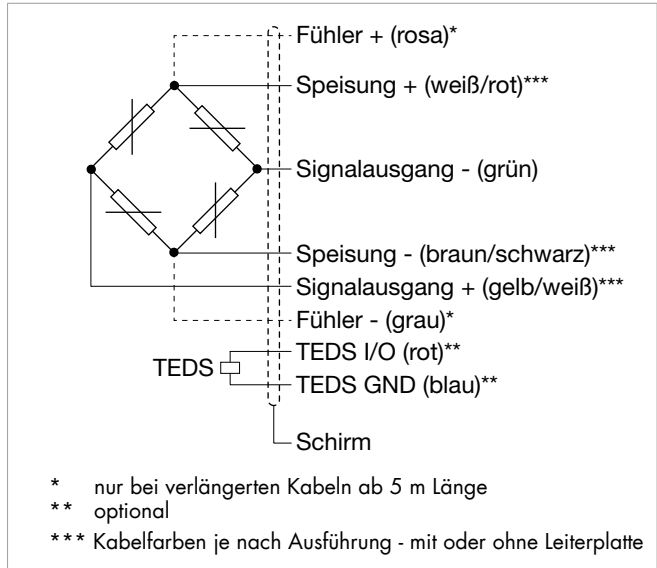 Fühler + (rosa)*
Speisung + (weiß/rot)***
Signalausgang - (grün)
Speisung - (braun/schwarz)***
Signalausgang + (gelb/weiß)***
Fühler - (grau)*
TEDS I/O (rot)**
TEDS
TEDS GND (blau)**
Schirm
* nur bei verlängerten Kabeln ab 5 m Länge
** optional
*** Kabelfarben je nach Ausführung - mit oder ohne Leiterplatte